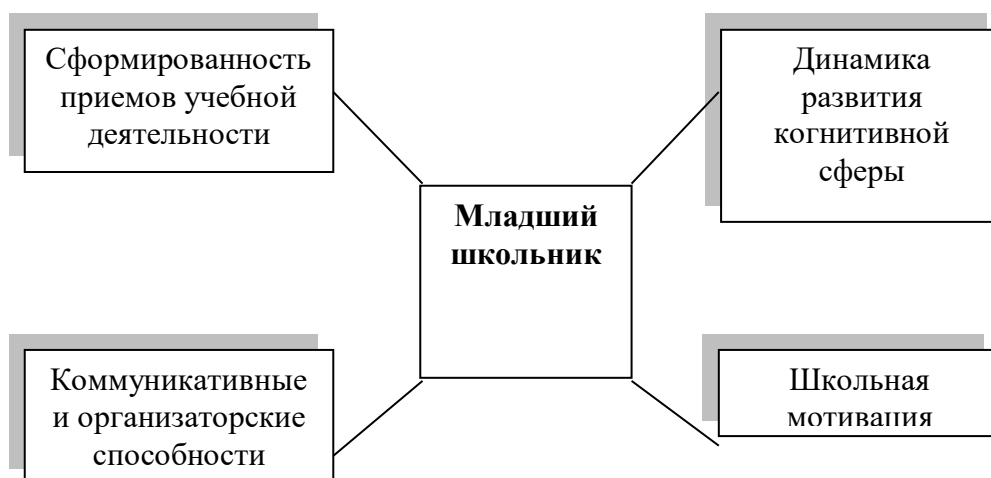 Сформированность
приемов учебной
деятельности
Динамика
развития
когнитивной
сферы
Младший
школьник
Коммуникативные
и организаторские
способности
Школьная
мотивация